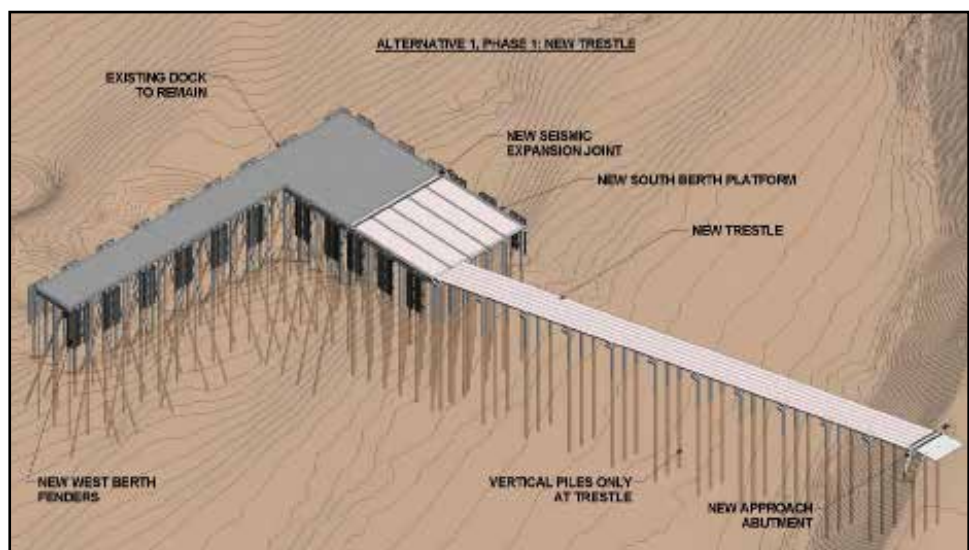 ALTERNATIVE 1, PHASE 1: NEW TRESTLE
EXISTING DOCK
TO REMAIN
NEW SEISMIC
EXPANSION JOINT
NEW SOUTH BERTH PLATFORM
NEW TRESTLE
NEW WEST BERTH
FENDERS
VERTICAL PILES ONLY
AT TRESTLE
NEW APPROACH
ABUTMENT